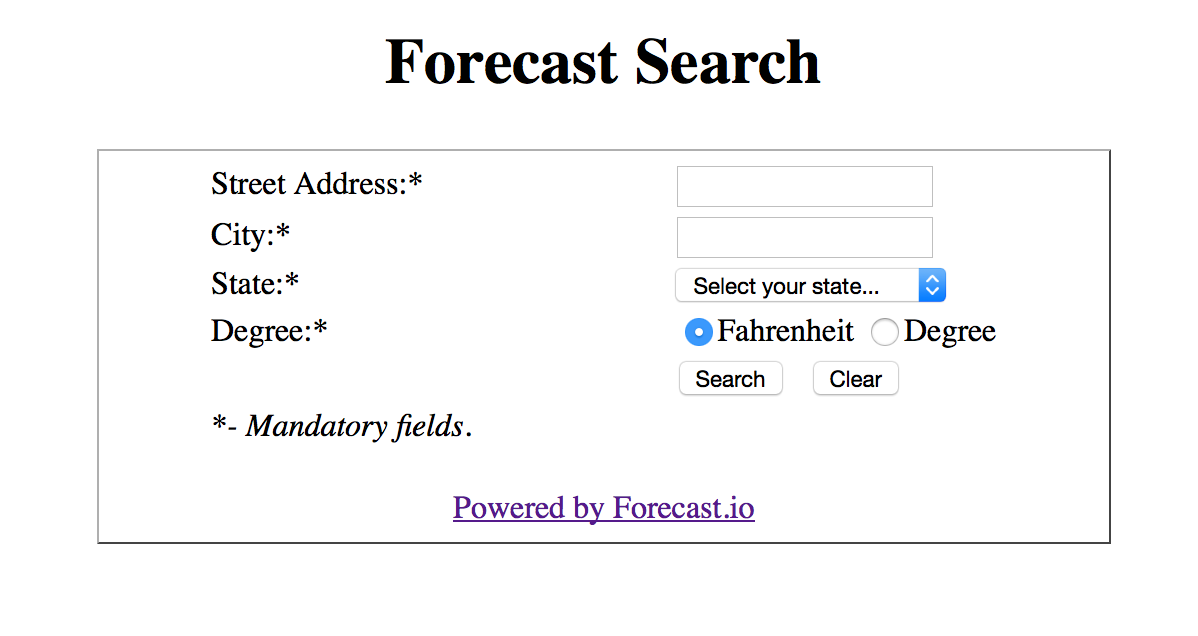 Forecast Search
Street Address:*
City:*
State:* Select your state...
Degree:* Fahrenheit Degree
Search Clear
*- Mandatory fields.
Powered by Forecast.io